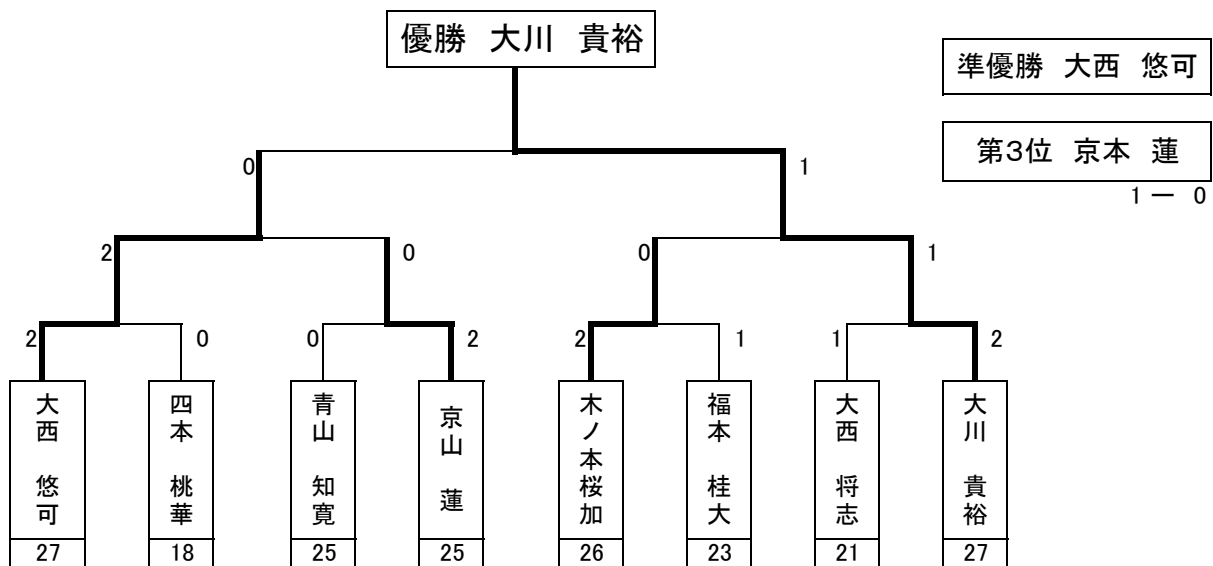 優勝 大川 貴裕
準優勝 大西 悠可
第3位 京本 蓮
1 ― 0
0 1
2 0 0 1
2 0 0 2 2 1 1 2
大西 悠可
四本 桃華
青山 知寛
京山 蓮
木ノ本桜加
福本 桂大
大西 将志
大川 貴裕
27 18 25 25 26 23 21 27